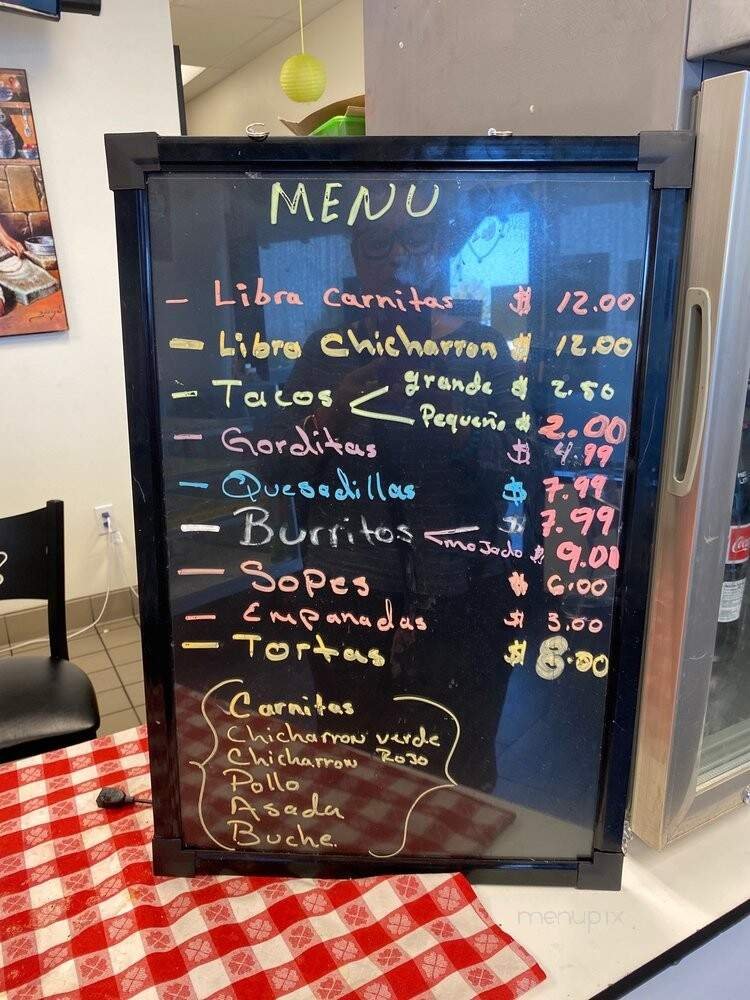 MENU
- Libra Carnitas $ 12.00
- Libra Chicharron $ 12.00
- Tacos < grande $ 2.50
Pequeño $ 2.00
- Gorditas $ 4.99
- Quesadillas $ 7.99
- Burritos < $ 7.99
mojado $ 9.00
- Sopes $ 6.00
- Empanadas $ 3.00
- Tortas $ 8.00
Carnitas
Chicharron verde
Chicharron Rojo
Pollo
Asada
Buche.
menupix